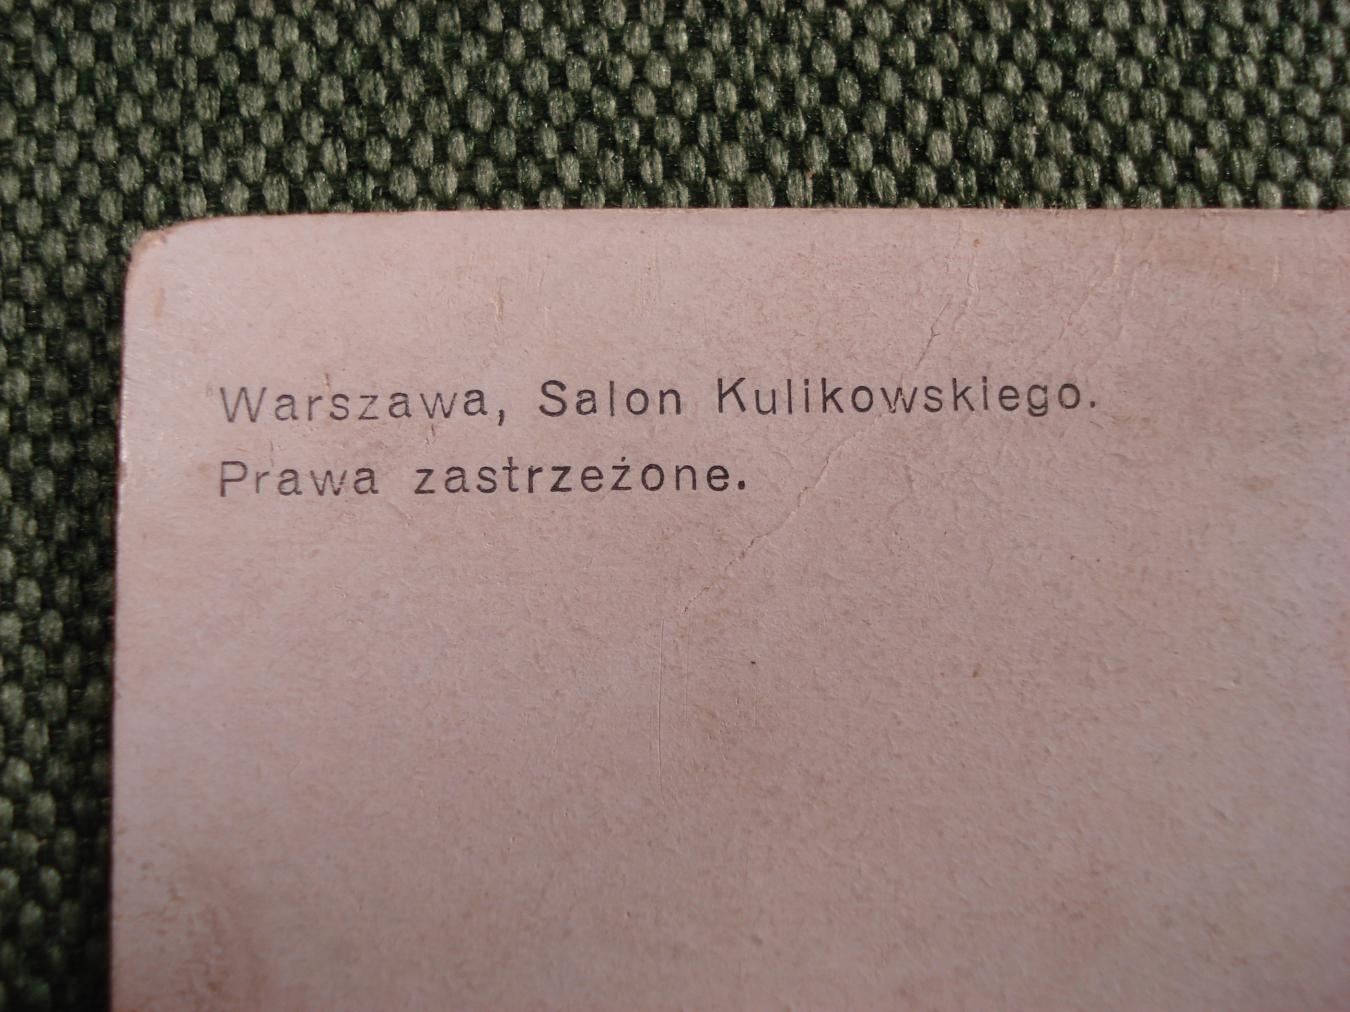 Warszawa, Salon Kulikowskiego.
Prawa zastrzeżone.